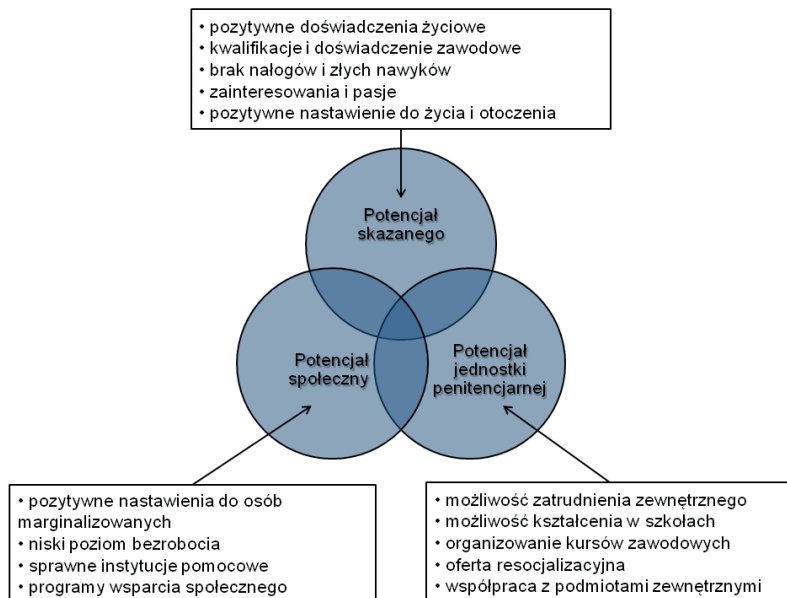 • pozytywne doświadczenia życiowe
• kwalifikacje i doświadczenie zawodowe
• brak nałogów i złych nawyków
• zainteresowania i pasje
• pozytywne nastawienie do życia i otoczenia
Potencjał
skazanego
Potencjał
społeczny
Potencjał
jednostki
penitencjarnej
• pozytywne nastawienia do osób
marginalizowanych
• niski poziom bezrobocia
• sprawne instytucje pomocowe
• programy wsparcia społecznego
• możliwość zatrudnienia zewnętrznego
• możliwość kształcenia w szkołach
• organizowanie kursów zawodowych
• oferta resocjalizacyjna
• współpraca z podmiotami zewnętrznymi